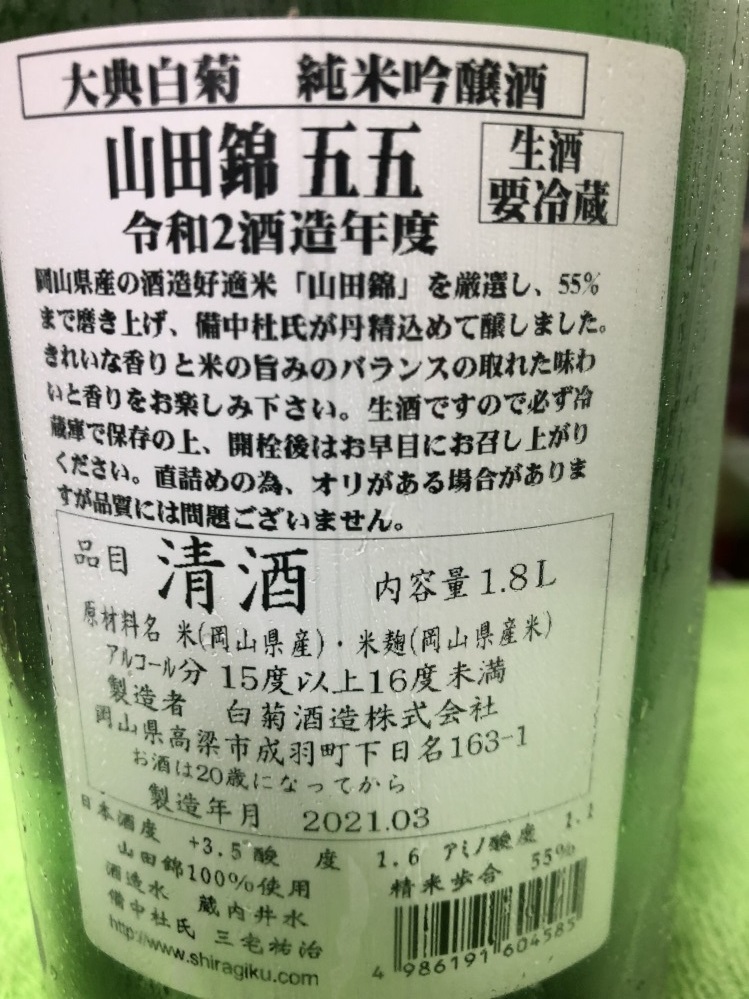 大典白菊　純米吟醸酒
山田錦 五五
生酒
要冷蔵
令和2酒造年度
岡山県産の酒造好適米「山田錦」を厳選し、55%
まで磨き上げ、備中杜氏が丹精込めて醸しました。
きれいな香りと米の旨みのバランスの取れた味わ
いと香りをお楽しみ下さい。生酒ですので必ず冷
蔵庫で保存の上、開栓後はお早目にお召し上がり
ください。直詰めの為、オリがある場合がありま
すが品質には問題ございません。
品目 清酒 内容量1.8L
原材料名 米(岡山県産)・米麹(岡山県産米)
アルコール分 15度以上16度未満
製造者 白菊酒造株式会社
岡山県高梁市成羽町下日名163-1
お酒は20歳になってから
製造年月 2021.03
日本酒度 +3.5 酸 度 1.6 アミノ酸度 1.1
山田錦100%使用 精米歩合 55%
酒造水 蔵内井水
備中杜氏 三宅祐治
http://www.shiragiku.com
4 986191 604585